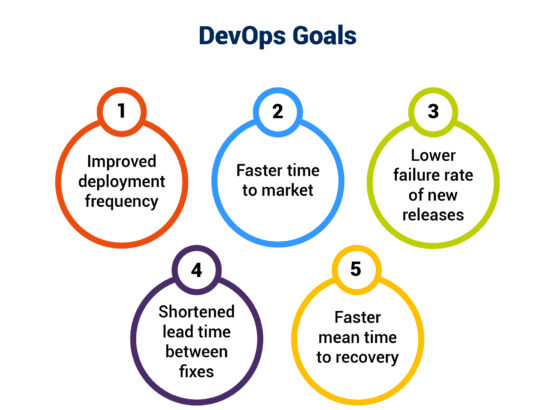 DevOps Goals
1
Improved
deployment
frequency
2
Faster time
to market
3
Lower
failure rate
of new
releases
4
Shortened
lead time
between
fixes
5
Faster
mean time
to recovery